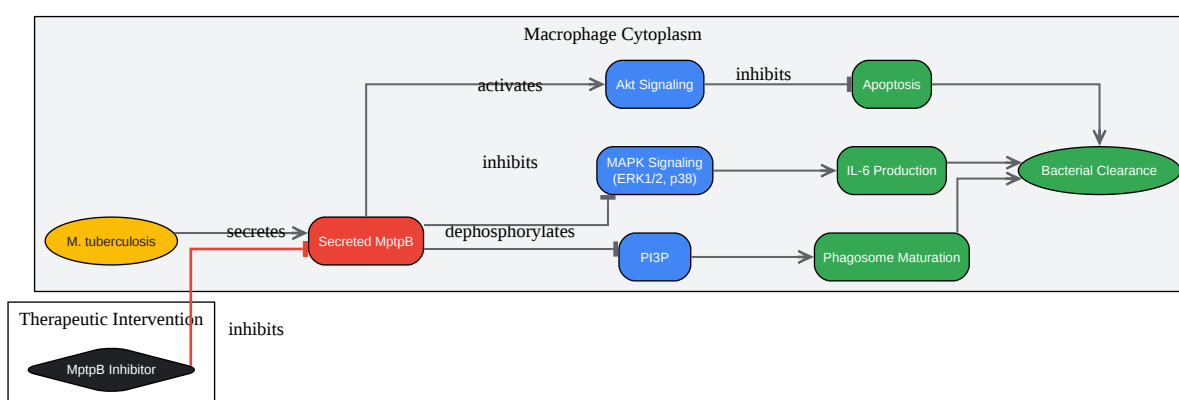 Macrophage Cytoplasm
activates
Akt Signaling
inhibits
Apoptosis
inhibits
MAPK Signaling
(ERK1/2, p38)
IL-6 Production
Bacterial Clearance
M. tuberculosis
secretes
Secreted MptpB
dephosphorylates
PI3P
Phagosome Maturation
Therapeutic Intervention
inhibits
MptpB Inhibitor